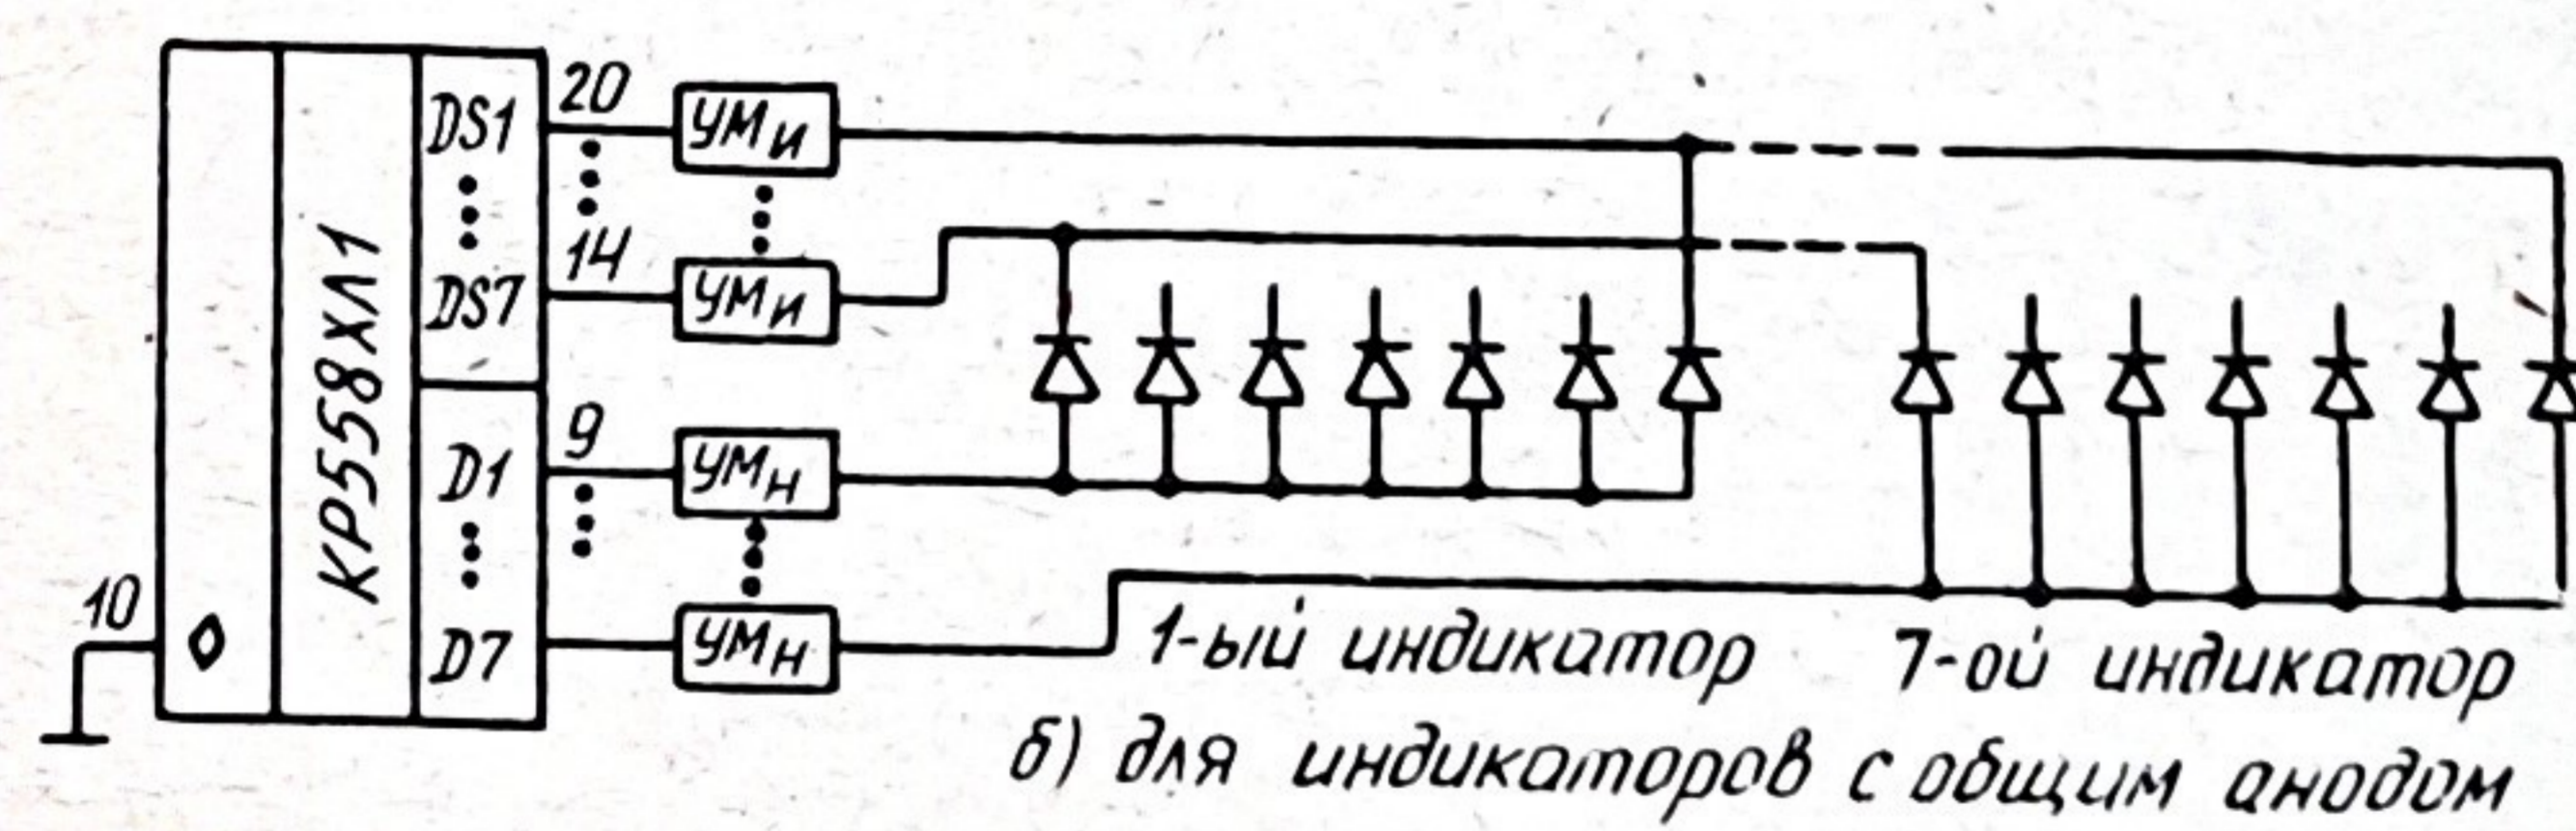 КР558ХЛ1
DS1
DS7
D1
D7
20
14
9
10
УМи
УМи
УМн
УМн
1-ый индикатор
7-ой индикатор
б) для индикаторов с общим анодом